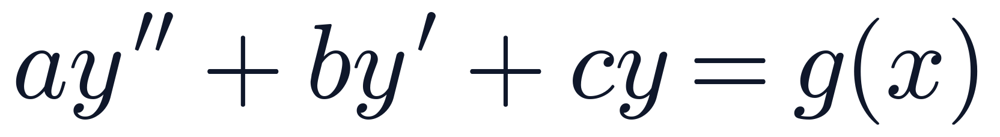 ay″ + by′ + cy = g(x)